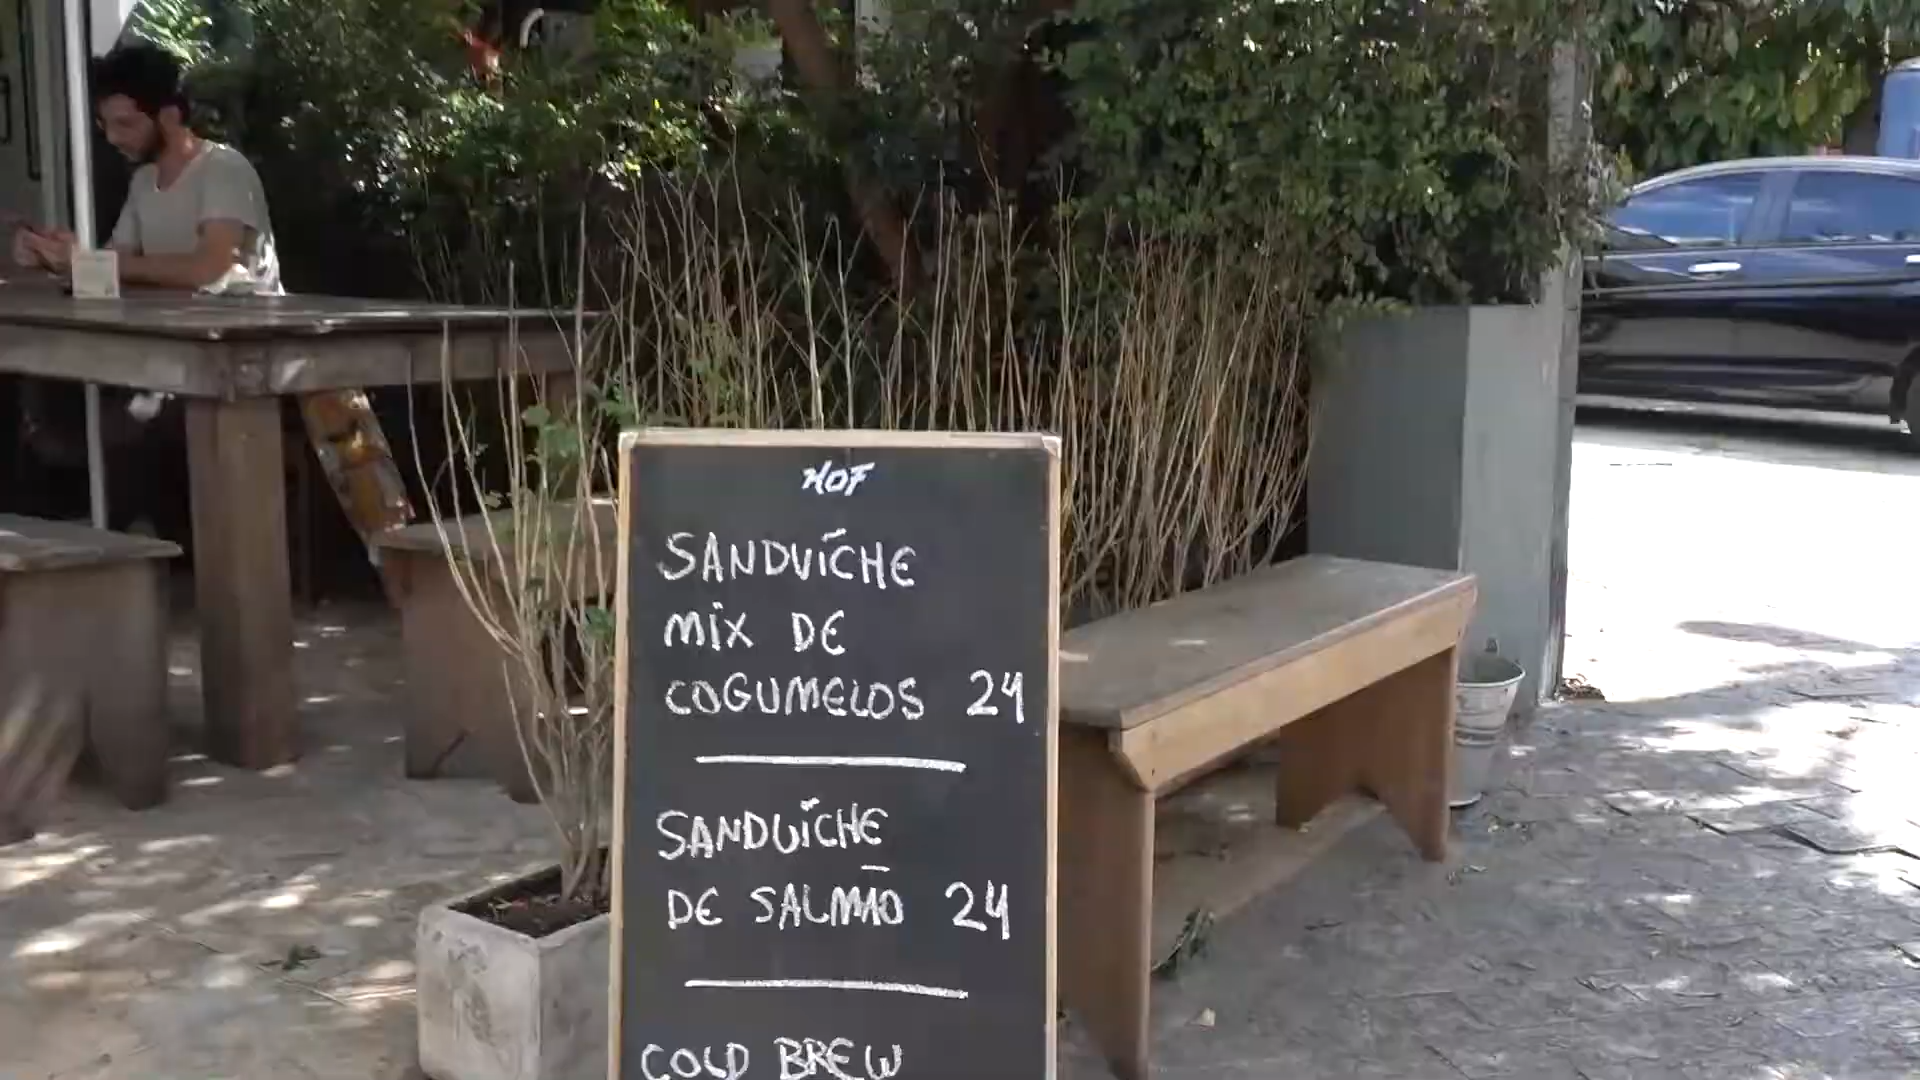 HOF
SANDUÍCHE
MIX DE
COGUMELOS 24
SANDUÍCHE
DE SALMÃO 24
COLD BREW